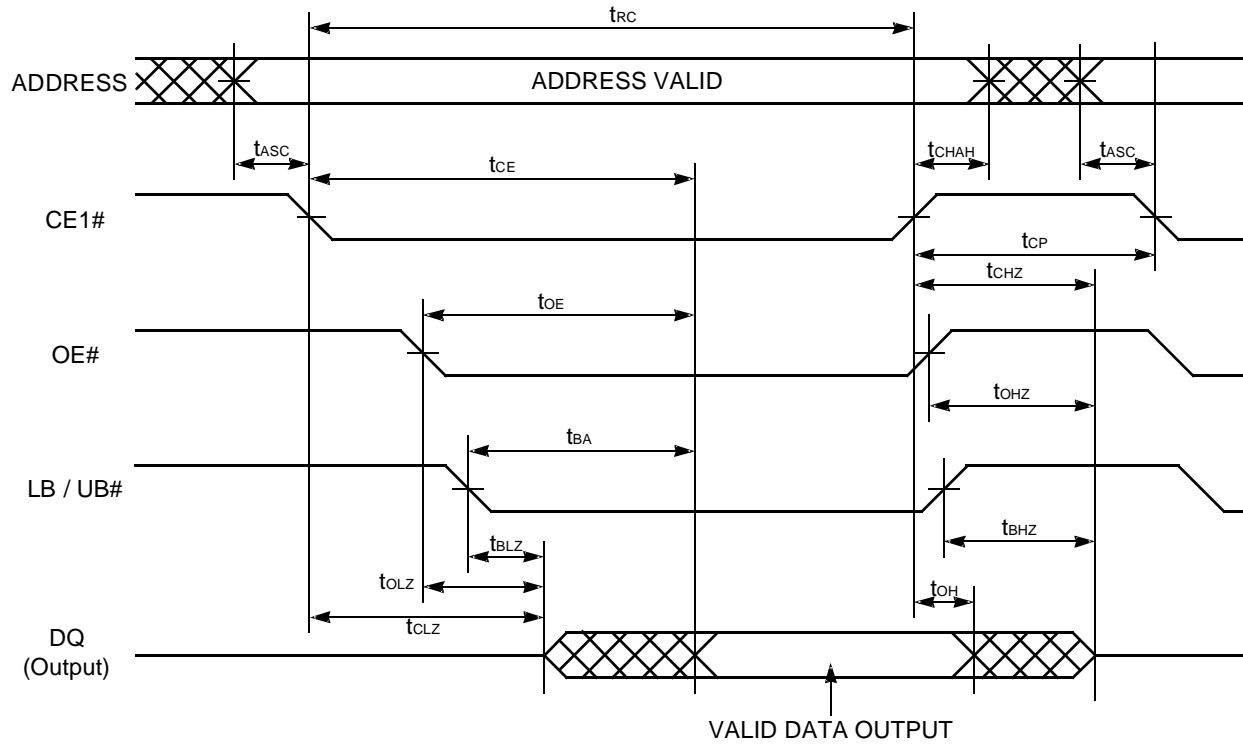 tRC
ADDRESS
ADDRESS VALID
tASC
tCE
tCHAH
tASC
CE1#
tCP
tCHZ
tOE
OE#
tOHZ
tBA
LB / UB#
tBLZ
tBHZ
tOLZ
tOH
tCLZ
DQ
(Output)
VALID DATA OUTPUT